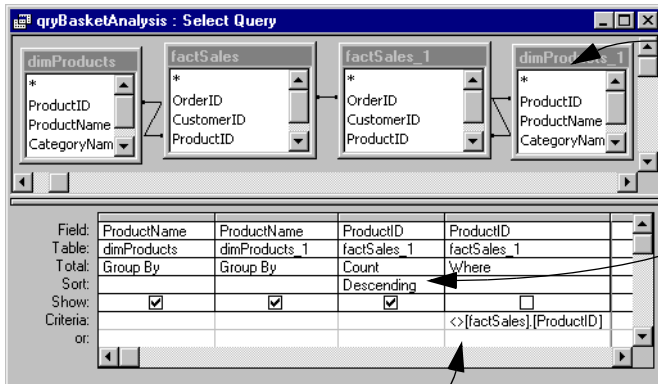 qryBasketAnalysis : Select Query
dimProducts
*
ProductID
ProductName
CategoryNam
factSales
*
OrderID
CustomerID
ProductID
factSales_1
*
OrderID
CustomerID
ProductID
dimProducts_1
*
ProductID
ProductName
CategoryNam
Field: ProductName ProductName ProductID ProductID
Table: dimProducts dimProducts_1 factSales_1 factSales_1
Total: Group By Group By Count Where
Sort: Descending
Show:
Criteria: <>[factSales].[ProductID]
or: